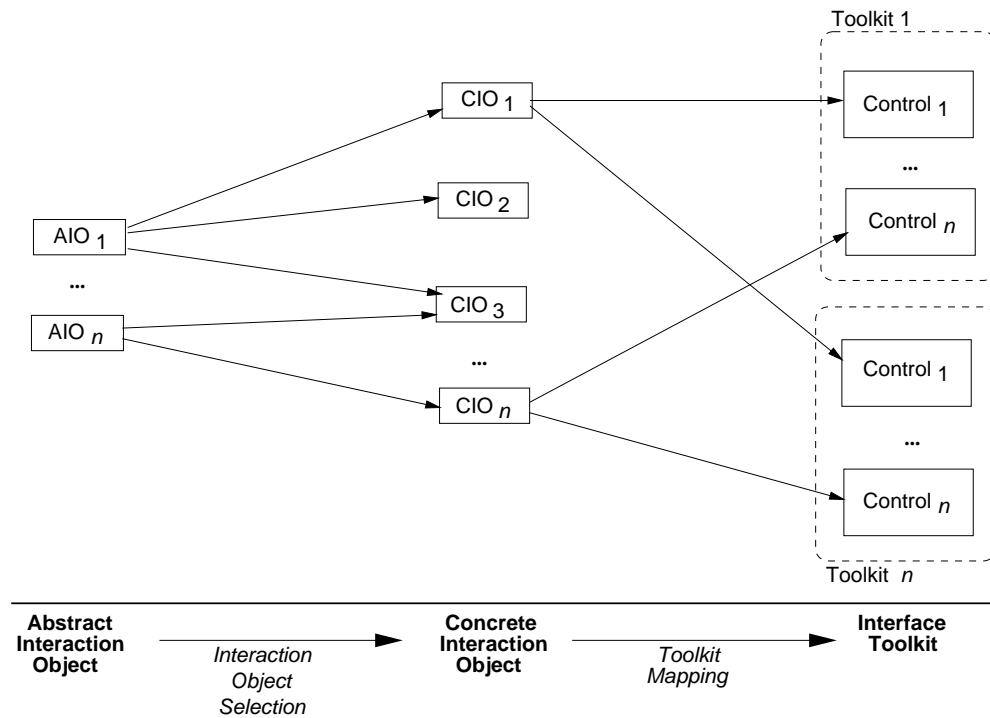 Toolkit 1
CIO 1
Control 1
...
CIO 2
Control n
AIO 1
...
CIO 3
AIO n
...
Control 1
CIO n
...
Control n
Toolkit n
Abstract
Interaction
Object
Interaction
Object
Selection
Concrete
Interaction
Object
Toolkit
Mapping
Interface
Toolkit